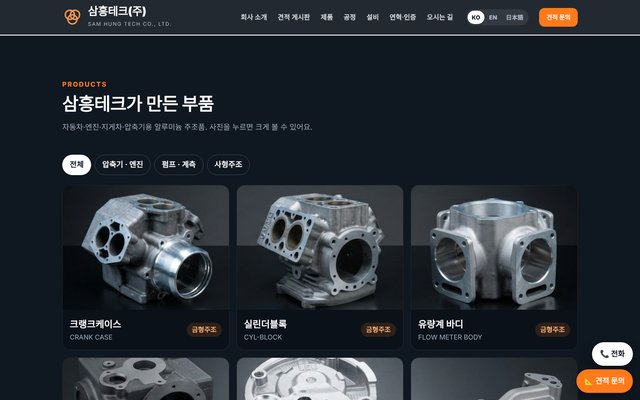 삼흥테크(주)
SAM HUNG TECH CO., LTD.
회사 소개 견적 게시판 제품 공정 설비 연혁·인증 오시는 길 KO EN 日本語 견적 문의
PRODUCTS
삼흥테크가 만든 부품
자동차·엔진·지게차·압축기용 알루미늄 주조품. 사진을 누르면 크게 볼 수 있어요.
전체 압축기 · 엔진 펌프 · 계측 사형주조
크랭크케이스 금형주조
CRANK CASE
실린더블록 금형주조
CYL-BLOCK
유량계 바디 금형주조
FLOW METER BODY
전화
견적 문의